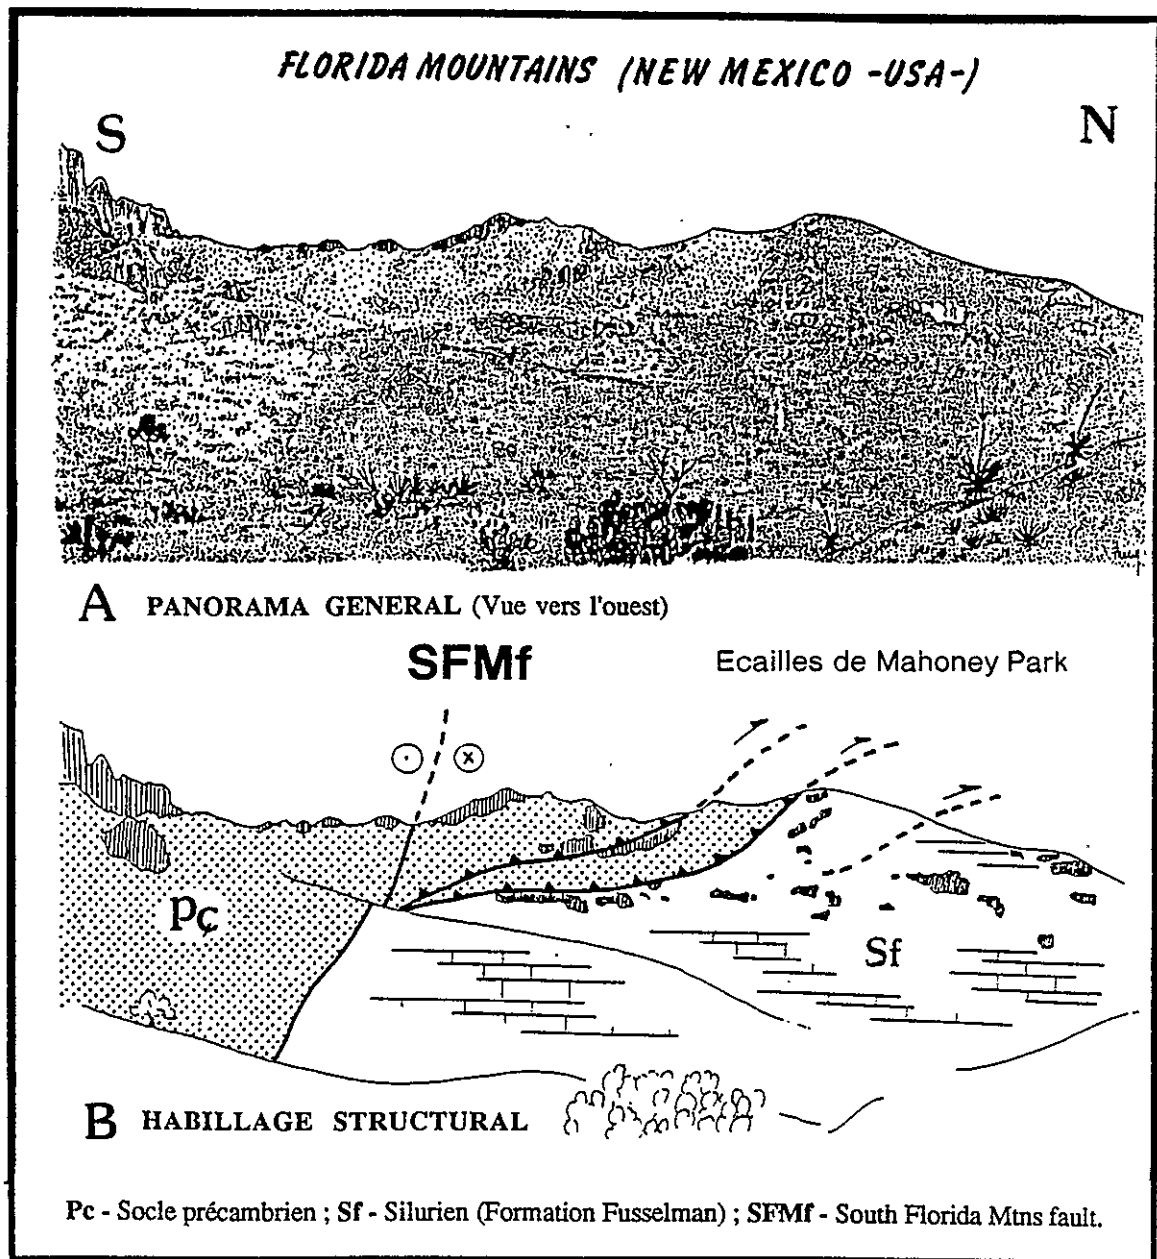 FLORIDA MOUNTAINS (NEW MEXICO -USA-)
S N
A PANORAMA GENERAL (Vue vers l'ouest)
SFMf
Ecailles de Mahoney Park
. x
pç
Sf
B HABILLAGE STRUCTURAL
Pc - Socle précambrien ; Sf - Silurien (Formation Fusselman) ; SFMf - South Florida Mtns fault.